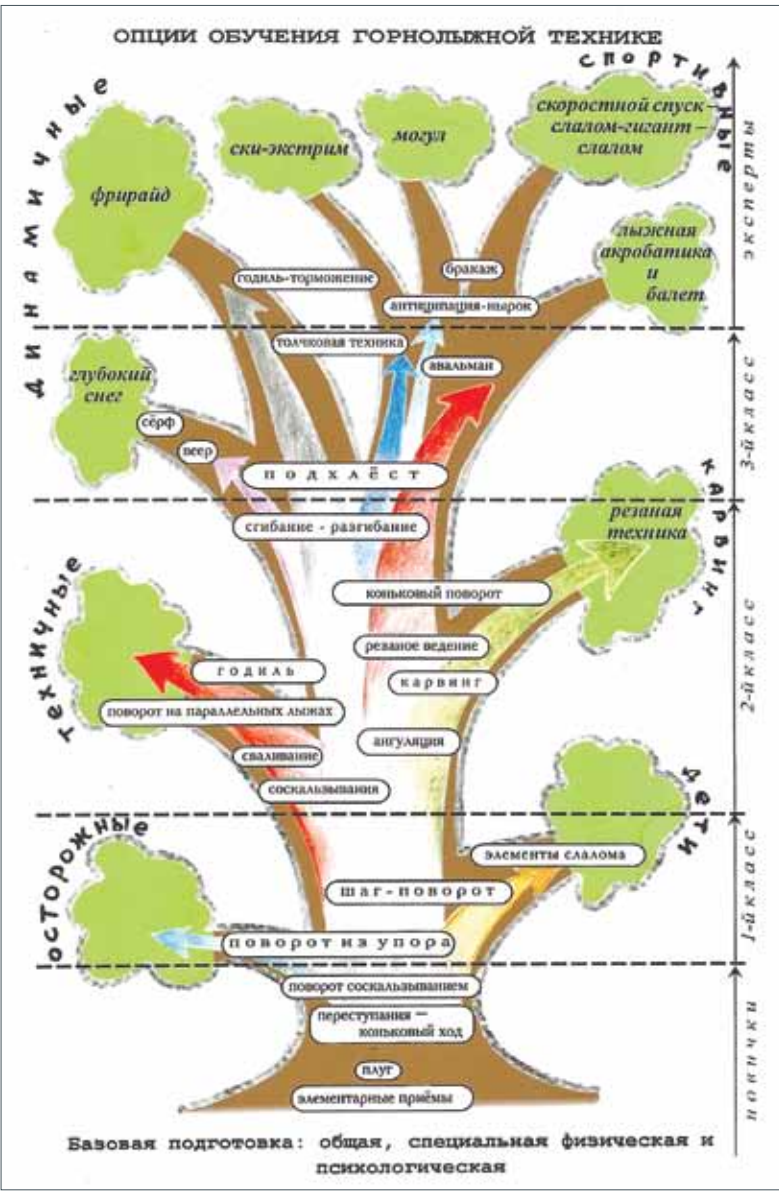 ОПЦИИ ОБУЧЕНИЯ ГОРНОЛЫЖНОЙ ТЕХНИКЕ
СПОРТИВНЫЕ
ДИНАМИЧНЫЕ
скоростной спуск –
слалом-гигант –
слалом
могул
ски-экстрим
фрирайд
эксперты
лыжная
акробатика
и
балет
бракаж
годиль-торможение
антиципация-нырок
толчковая техника
авальман
глубокий
снег
3-й класс
сёрф
веер
ПОДХЛЁСТ
КАРВИНГ
резаная
техника
сгибание - разгибание
коньковый поворот
2-й класс
ТЕХНИЧНЫЕ
резаное ведение
ГОДИЛЬ
карвинг
поворот на параллельных лыжах
ангуляция
сваливание
соскальзывания
ДЕТИ
ОСТОРОЖНЫЕ
элементы слалома
1-й класс
ШАГ-ПОВОРОТ
ПОВОРОТ ИЗ УПОРА
поворот соскальзыванием
переступания –
коньковый ход
новички
плуг
элементарные приёмы
Базовая подготовка: общая, специальная физическая и
психологическая